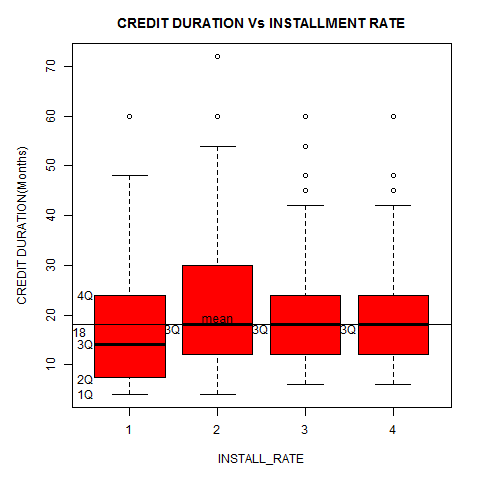 CREDIT DURATION Vs INSTALLMENT RATE
CREDIT DURATION(Months)
70
60
50
40
30
20
10
4Q
18
3Q
2Q
1Q
3Q
mean
3Q
3Q
1 2 3 4
INSTALL_RATE